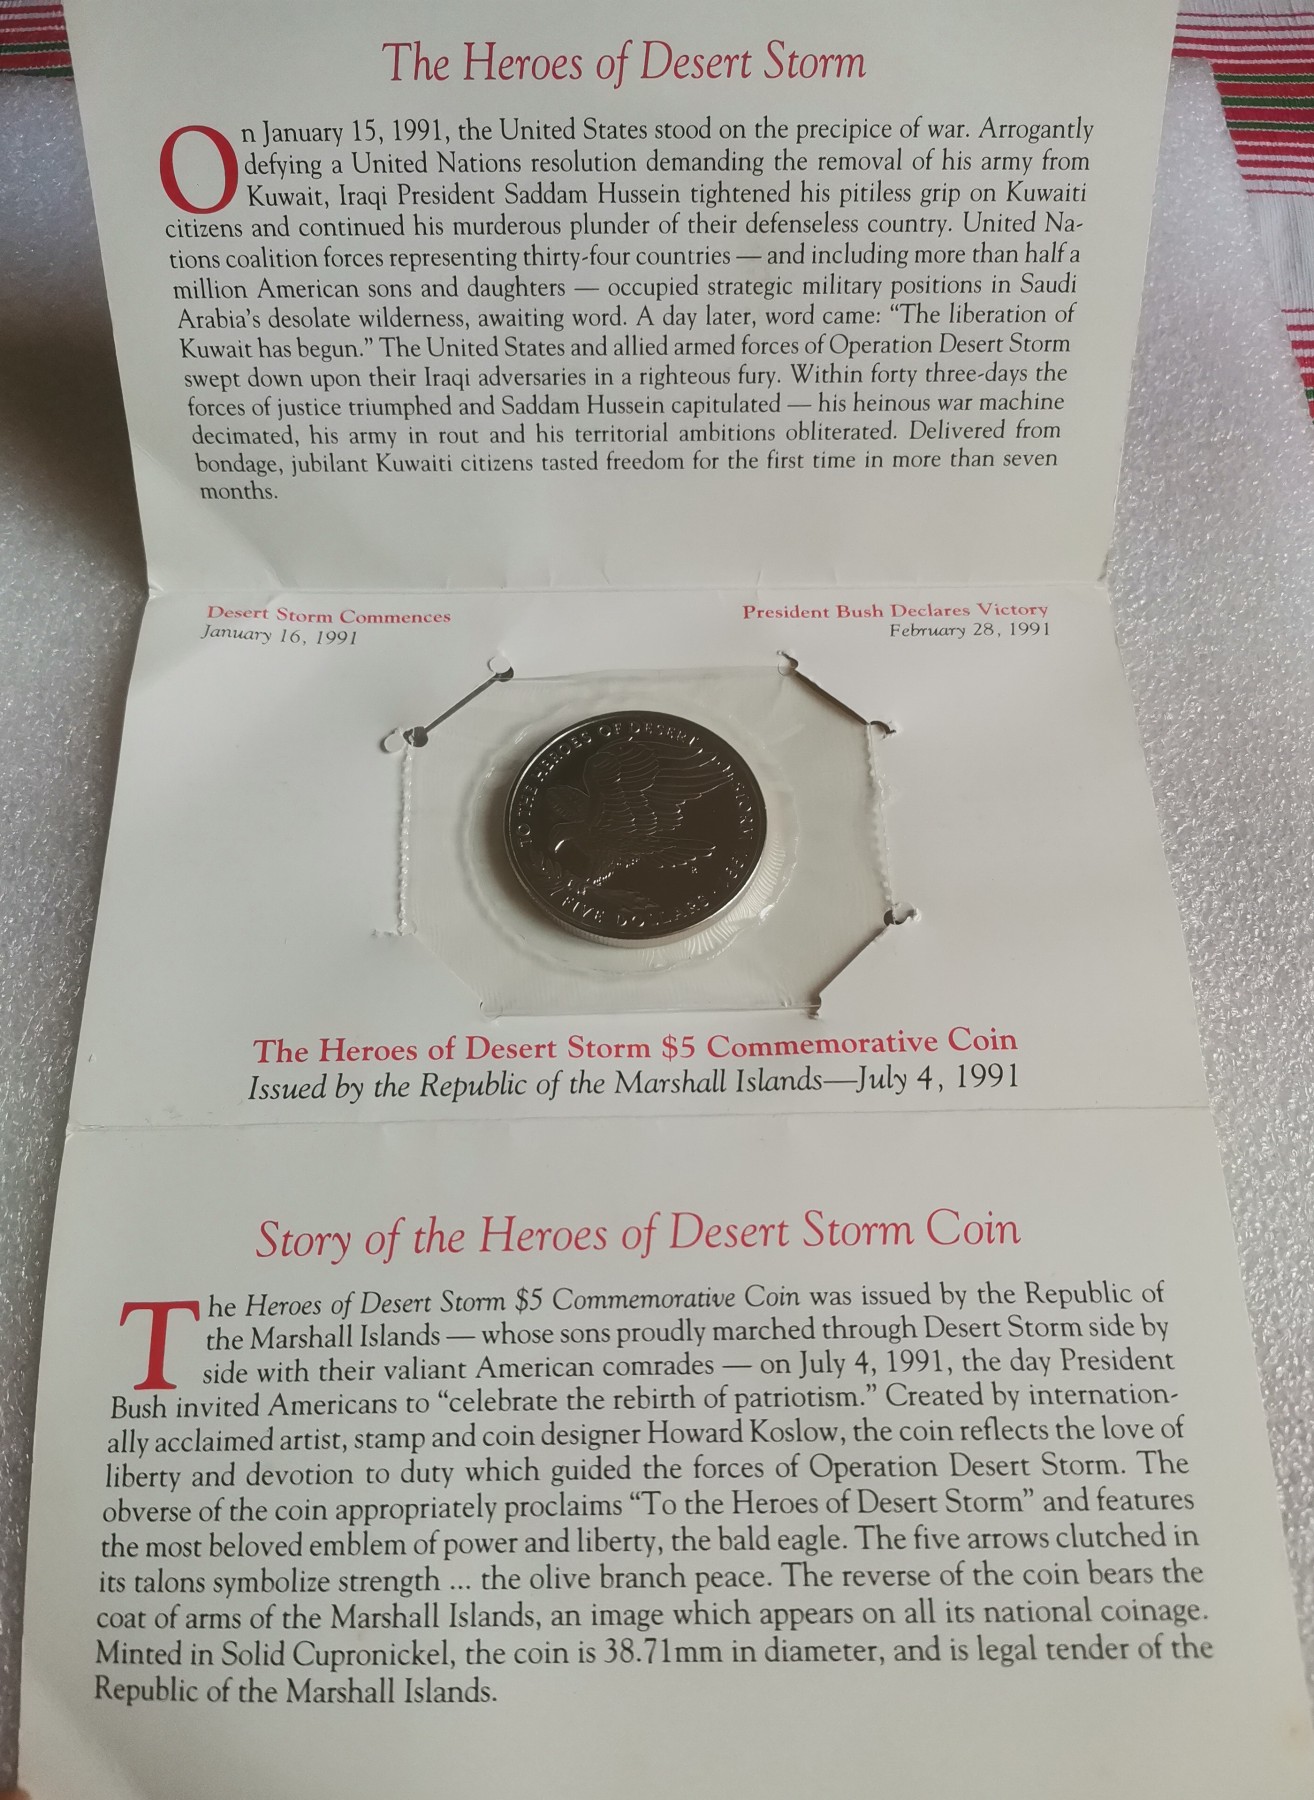 The Heroes of Desert Storm
On January 15, 1991, the United States stood on the precipice of war. Arrogantly
defying a United Nations resolution demanding the removal of his army from
Kuwait, Iraqi President Saddam Hussein tightened his pitiless grip on Kuwaiti
citizens and continued his murderous plunder of their defenseless country. United Na-
tions coalition forces representing thirty-four countries — and including more than half a
million American sons and daughters — occupied strategic military positions in Saudi
Arabia's desolate wilderness, awaiting word. A day later, word came: “The liberation of
Kuwait has begun.” The United States and allied armed forces of Operation Desert Storm
swept down upon their Iraqi adversaries in a righteous fury. Within forty three-days the
forces of justice triumphed and Saddam Hussein capitulated — his heinous war machine
decimated, his army in rout and his territorial ambitions obliterated. Delivered from
bondage, jubilant Kuwaiti citizens tasted freedom for the first time in more than seven
months.
Desert Storm Commences
January 16, 1991
President Bush Declares Victory
February 28, 1991
TO THE HEROES OF DESERT
FIVE DOLLARS
The Heroes of Desert Storm $5 Commemorative Coin
Issued by the Republic of the Marshall Islands—July 4, 1991
Story of the Heroes of Desert Storm Coin
The Heroes of Desert Storm $5 Commemorative Coin was issued by the Republic of
the Marshall Islands — whose sons proudly marched through Desert Storm side by
side with their valiant American comrades — on July 4, 1991, the day President
Bush invited Americans to “celebrate the rebirth of patriotism.” Created by internation-
ally acclaimed artist, stamp and coin designer Howard Koslow, the coin reflects the love of
liberty and devotion to duty which guided the forces of Operation Desert Storm. The
obverse of the coin appropriately proclaims “To the Heroes of Desert Storm” and features
the most beloved emblem of power and liberty, the bald eagle. The five arrows clutched in
its talons symbolize strength ... the olive branch peace. The reverse of the coin bears the
coat of arms of the Marshall Islands, an image which appears on all its national coinage.
Minted in Solid Cupronickel, the coin is 38.71mm in diameter, and is legal tender of the
Republic of the Marshall Islands.